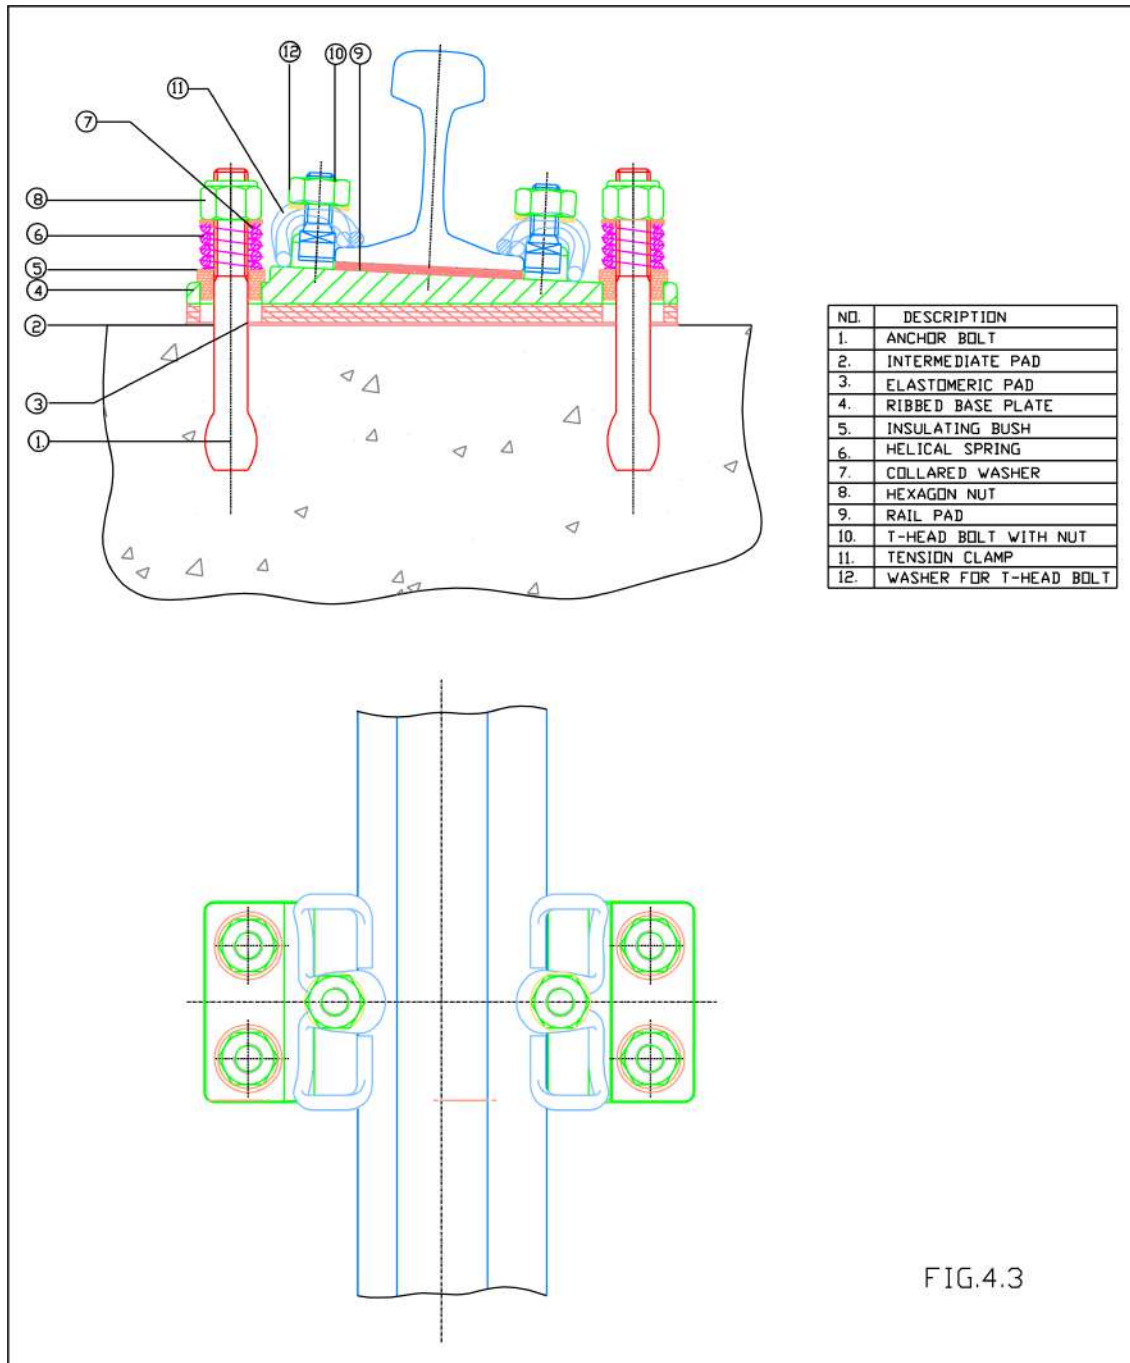 12
10
9
11
7
8
6
5
4
2
3
1.
NO. DESCRIPTION
1. ANCHOR BOLT
2. INTERMEDIATE PAD
3. ELASTOMERIC PAD
4. RIBBED BASE PLATE
5. INSULATING BUSH
6. HELICAL SPRING
7. COLLARED WASHER
8. HEXAGON NUT
9. RAIL PAD
10. T-HEAD BOLT WITH NUT
11. TENSION CLAMP
12. WASHER FOR T-HEAD BOLT
FIG.4.3